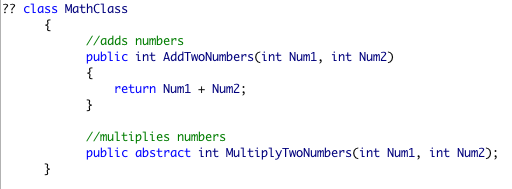 ?? class MathClass
{
//adds numbers
public int AddTwoNumbers(int Num1, int Num2)
{
return Num1 + Num2;
}
//multiplies numbers
public abstract int MultiplyTwoNumbers(int Num1, int Num2);
}